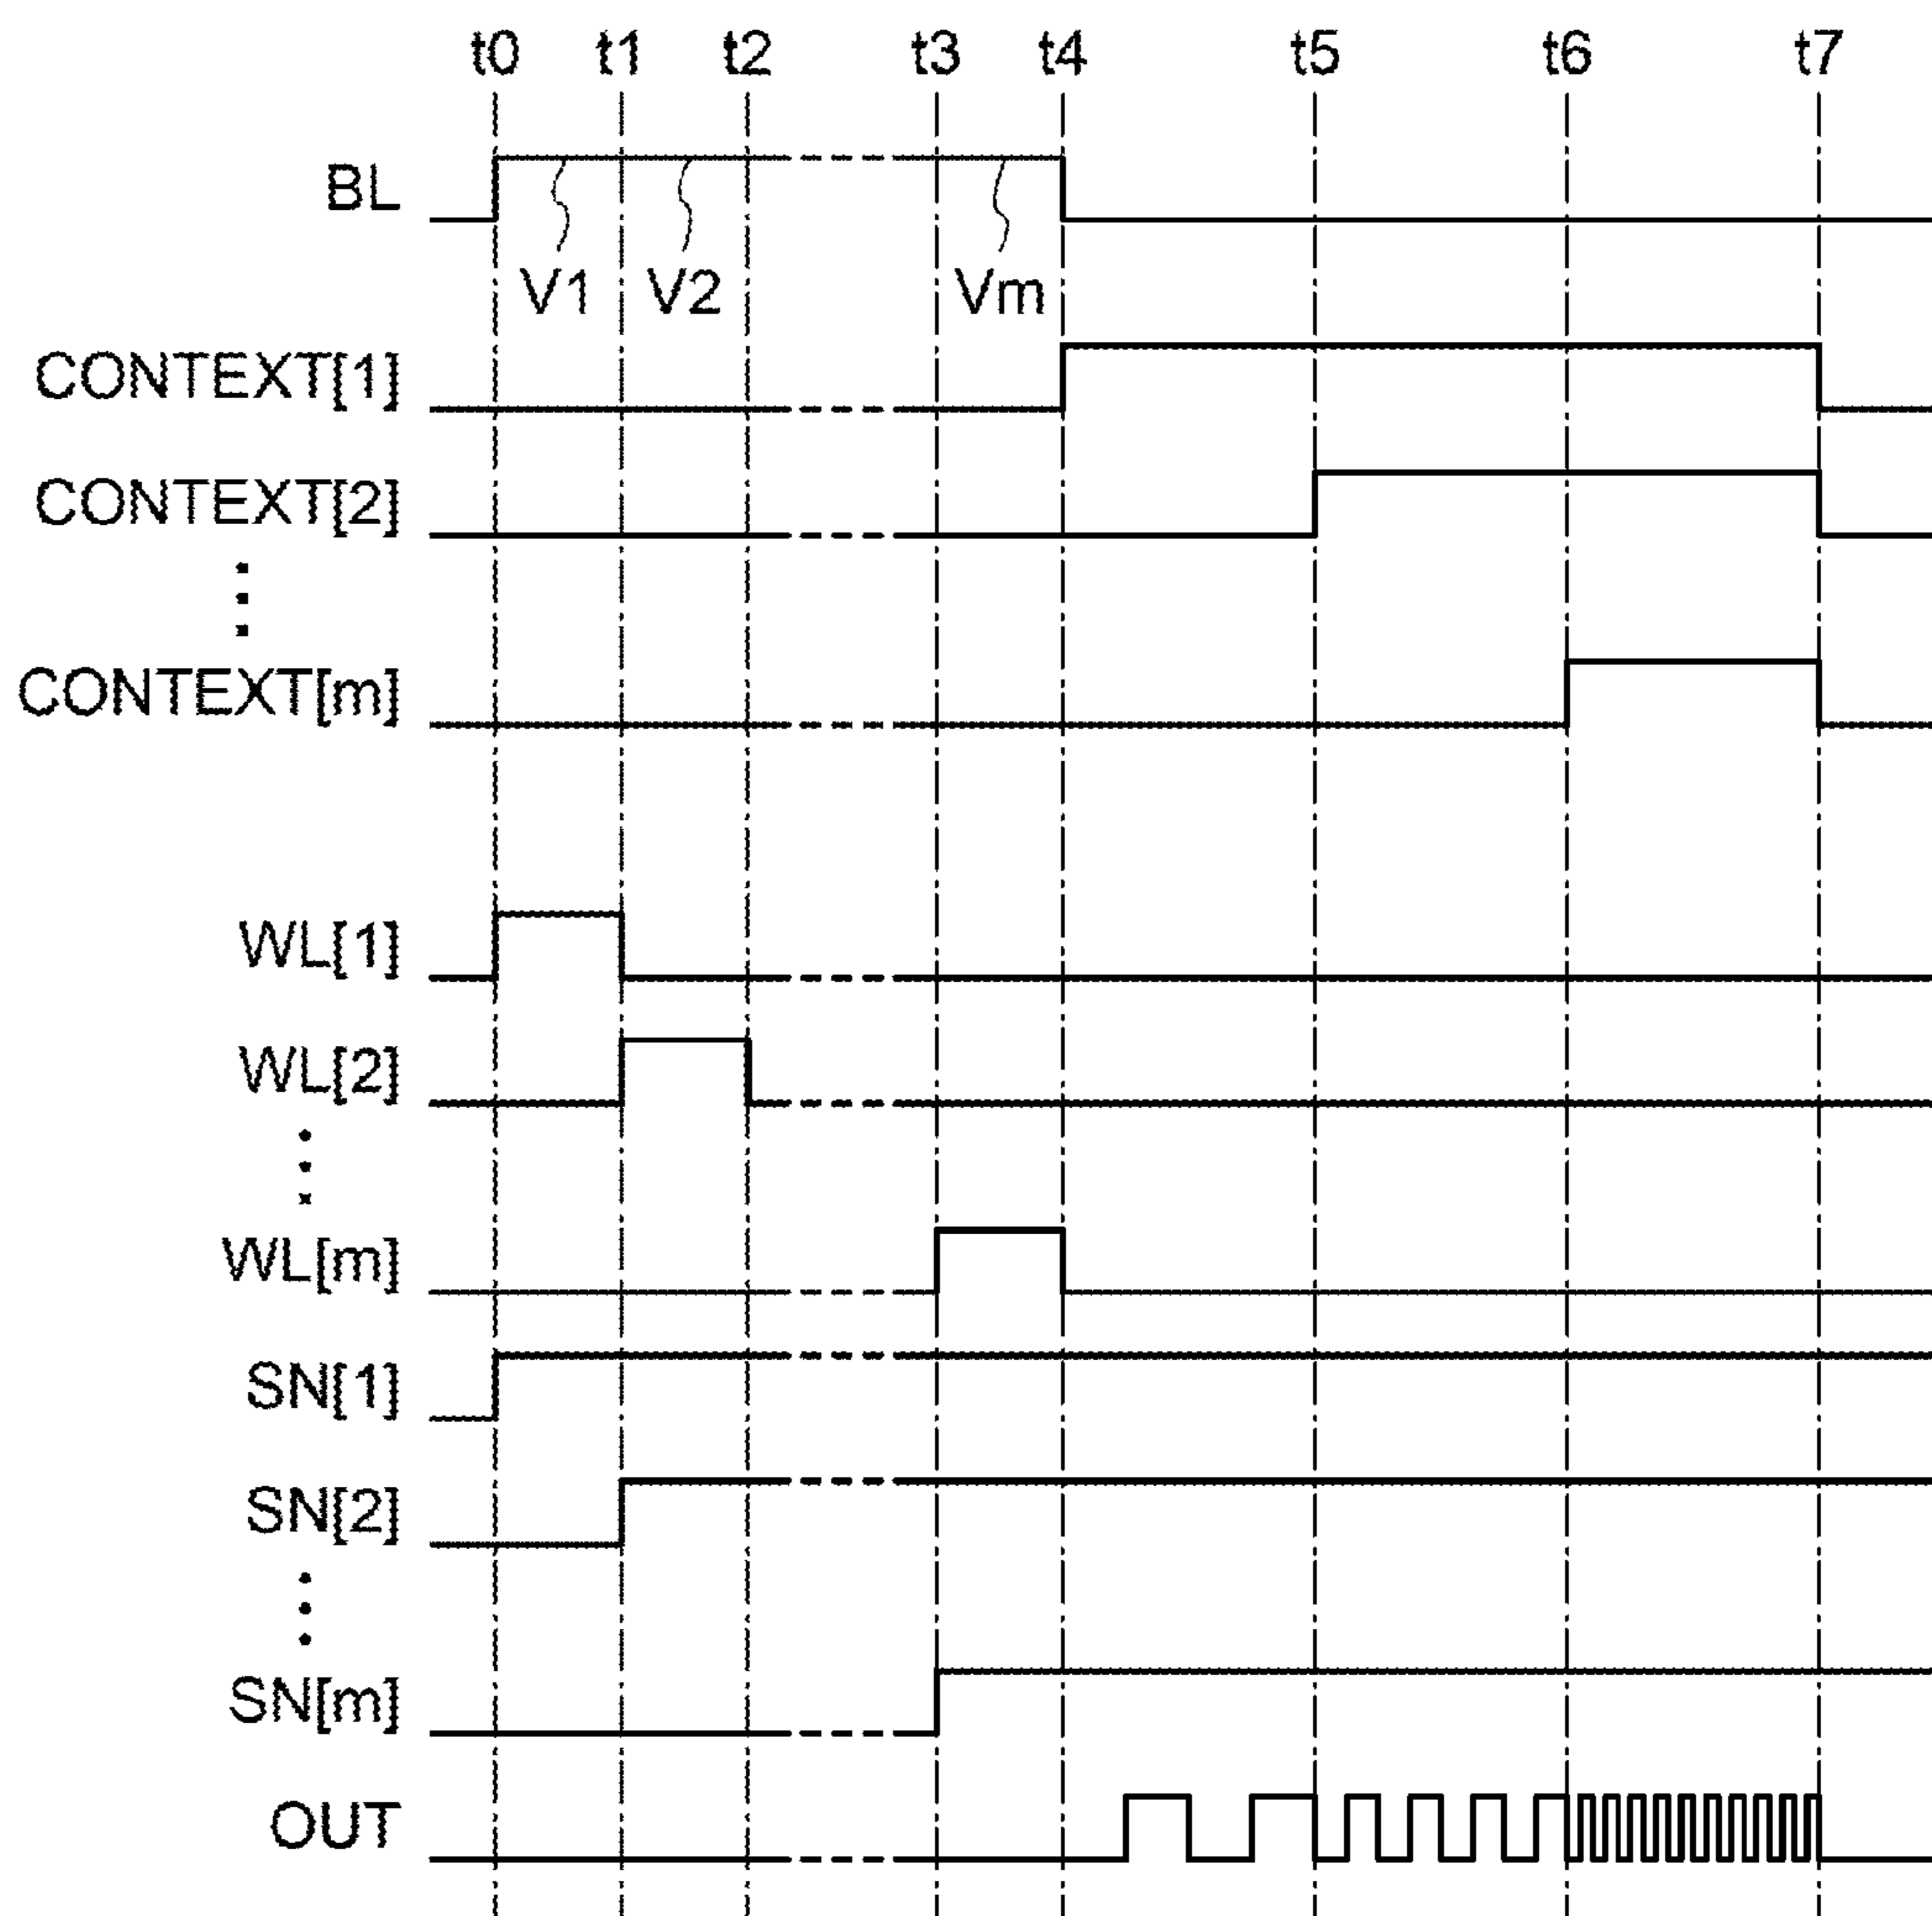 t0 t1 t2 t3 t4 t5 t6 t7
BL
V1 V2 Vm
CONTEXT[1]
CONTEXT[2]
CONTEXT[m]
WL[1]
WL[2]
WL[m]
SN[1]
SN[2]
SN[m]
OUT